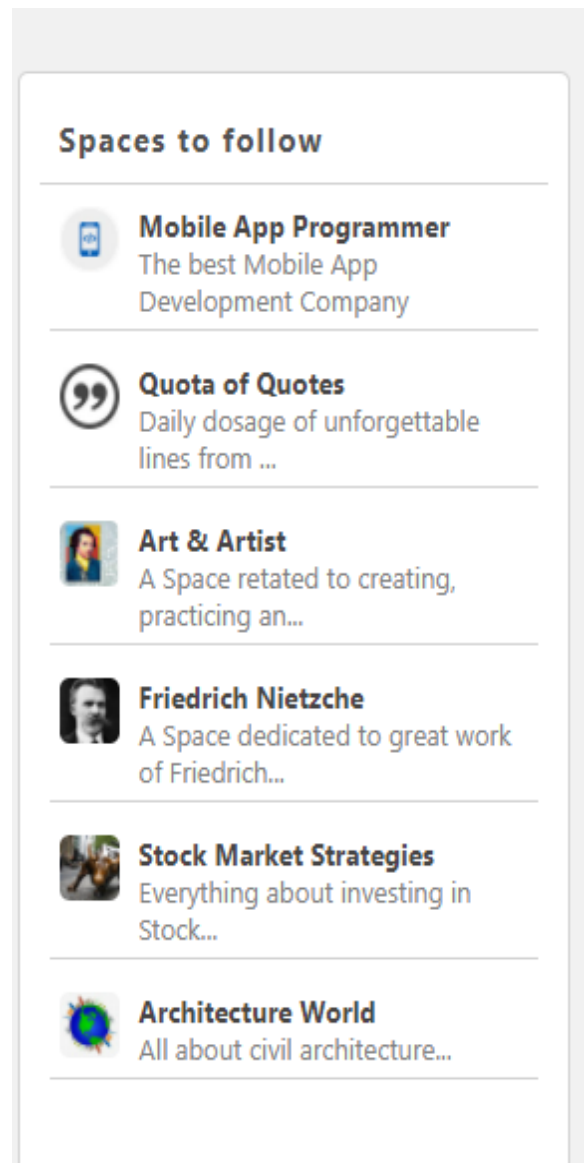 Spaces to follow
Mobile App Programmer
The best Mobile App
Development Company
Quota of Quotes
Daily dosage of unforgettable
lines from ...
Art & Artist
A Space retated to creating,
practicing an...
Friedrich Nietzche
A Space dedicated to great work
of Friedrich...
Stock Market Strategies
Everything about investing in
Stock...
Architecture World
All about civil architecture...